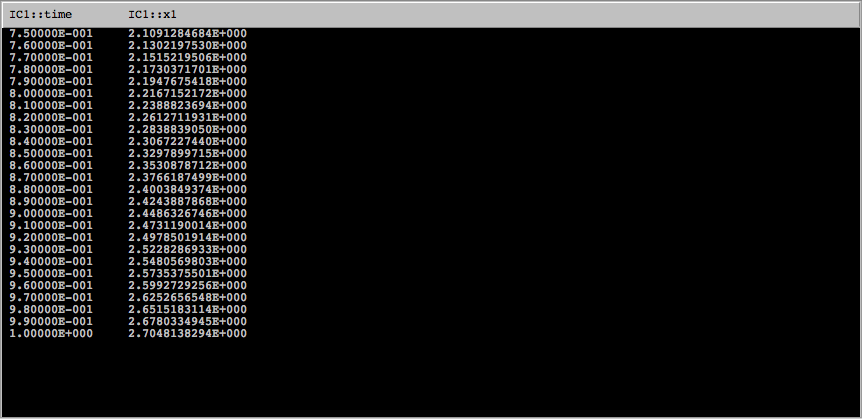 IC1::time IC1::x1
7.50000E-001 2.1091284684E+000
7.60000E-001 2.1302197530E+000
7.70000E-001 2.1515219506E+000
7.80000E-001 2.1730371701E+000
7.90000E-001 2.1947675418E+000
8.00000E-001 2.2167152172E+000
8.10000E-001 2.2388823694E+000
8.20000E-001 2.2612711931E+000
8.30000E-001 2.2838839050E+000
8.40000E-001 2.3067227440E+000
8.50000E-001 2.3297899715E+000
8.60000E-001 2.3530878712E+000
8.70000E-001 2.3766187499E+000
8.80000E-001 2.4003849374E+000
8.90000E-001 2.4243887868E+000
9.00000E-001 2.4486326746E+000
9.10000E-001 2.4731190014E+000
9.20000E-001 2.4978501914E+000
9.30000E-001 2.5228286933E+000
9.40000E-001 2.5480569803E+000
9.50000E-001 2.5735375501E+000
9.60000E-001 2.5992729256E+000
9.70000E-001 2.6252656548E+000
9.80000E-001 2.6515183114E+000
9.90000E-001 2.6780334945E+000
1.00000E+000 2.7048138294E+000